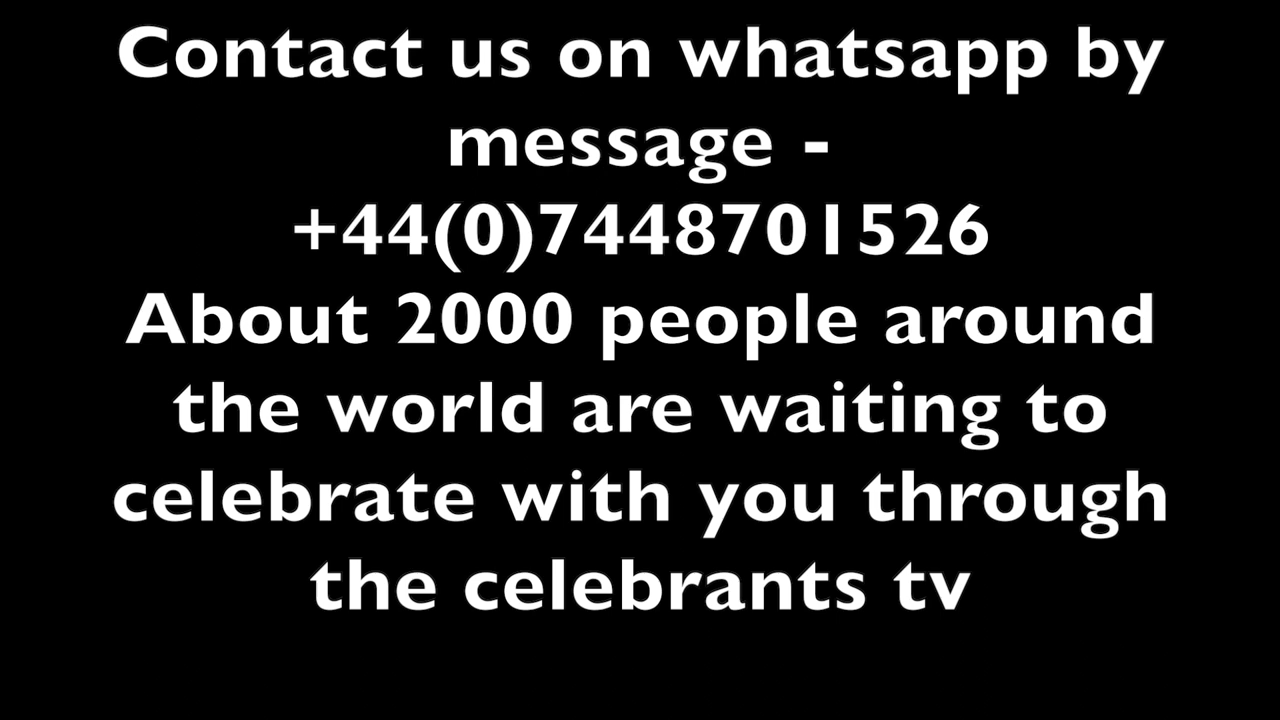 Contact us on whatsapp by
message -
+44(0)7448701526
About 2000 people around
the world are waiting to
celebrate with you through
the celebrants tv